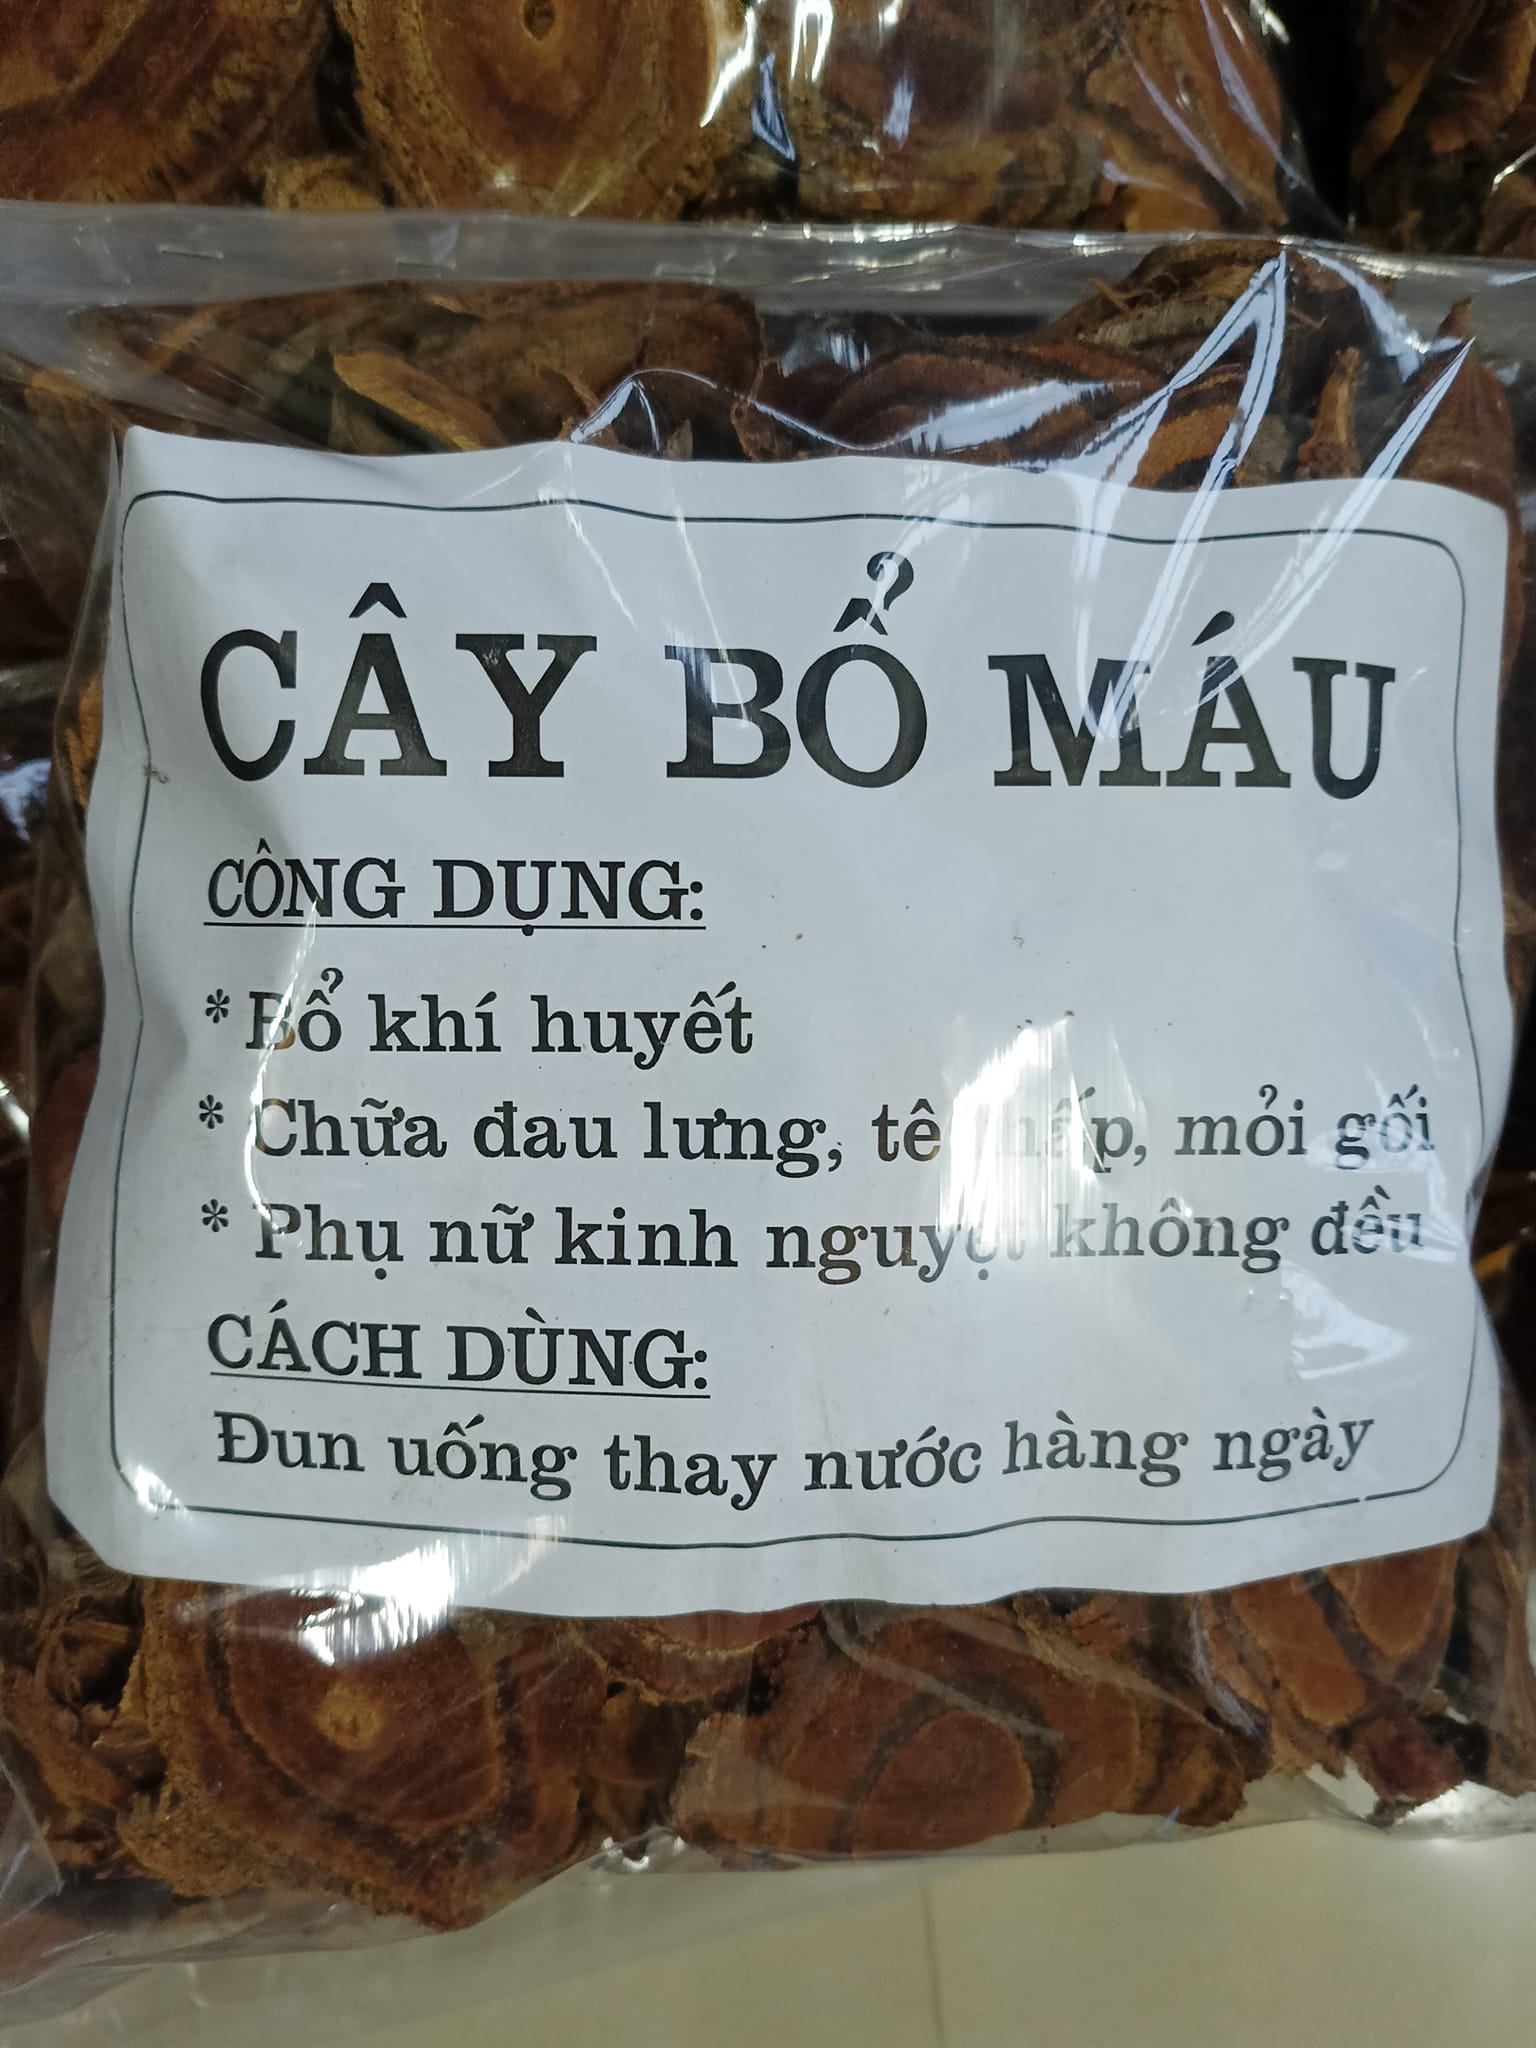 CÂY BỔ MÁU
CÔNG DỤNG:
* Bổ khí huyết
* Chữa đau lưng, tê thấp, mỏi gối
* Phụ nữ kinh nguyệt không đều
CÁCH DÙNG:
Đun uống thay nước hàng ngày